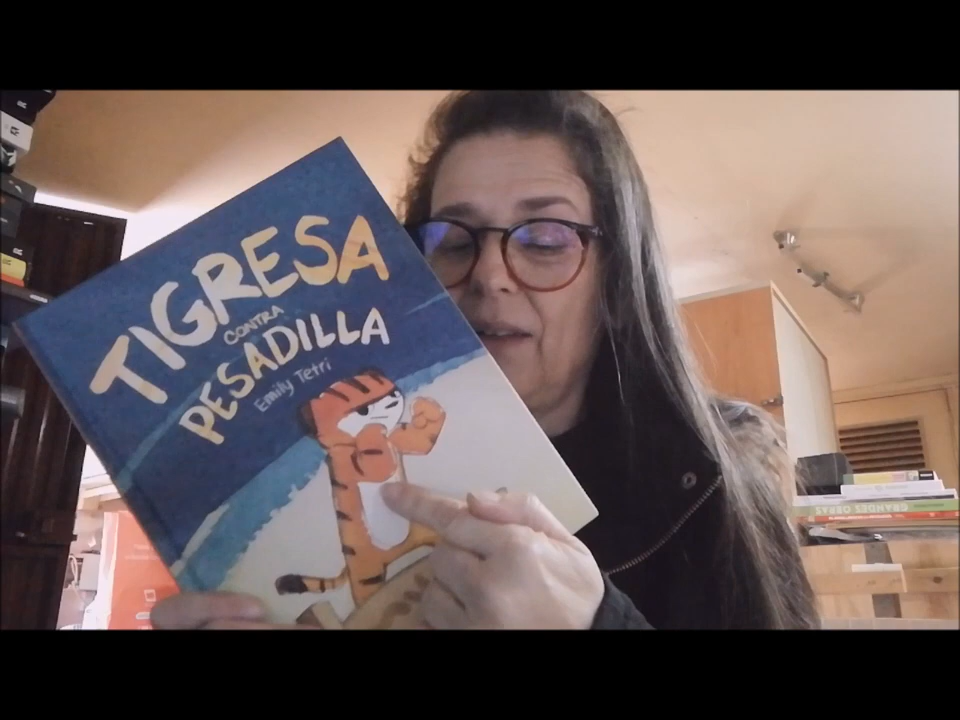 TIGRESA
CONTRA
PESADILLA
Emily Tetri
GRANDES OBRAS